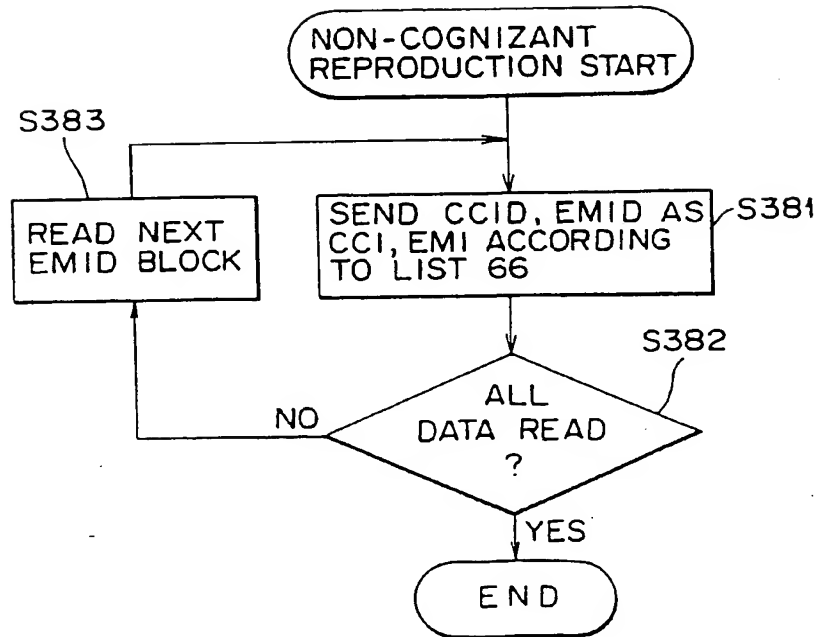 NON-COGNIZANT
REPRODUCTION START
S383
READ NEXT
EMID BLOCK
SEND CCID, EMID AS
CCI, EMI ACCORDING
TO LIST 66
S381
S382
ALL
DATA READ
?
NO
YES
END